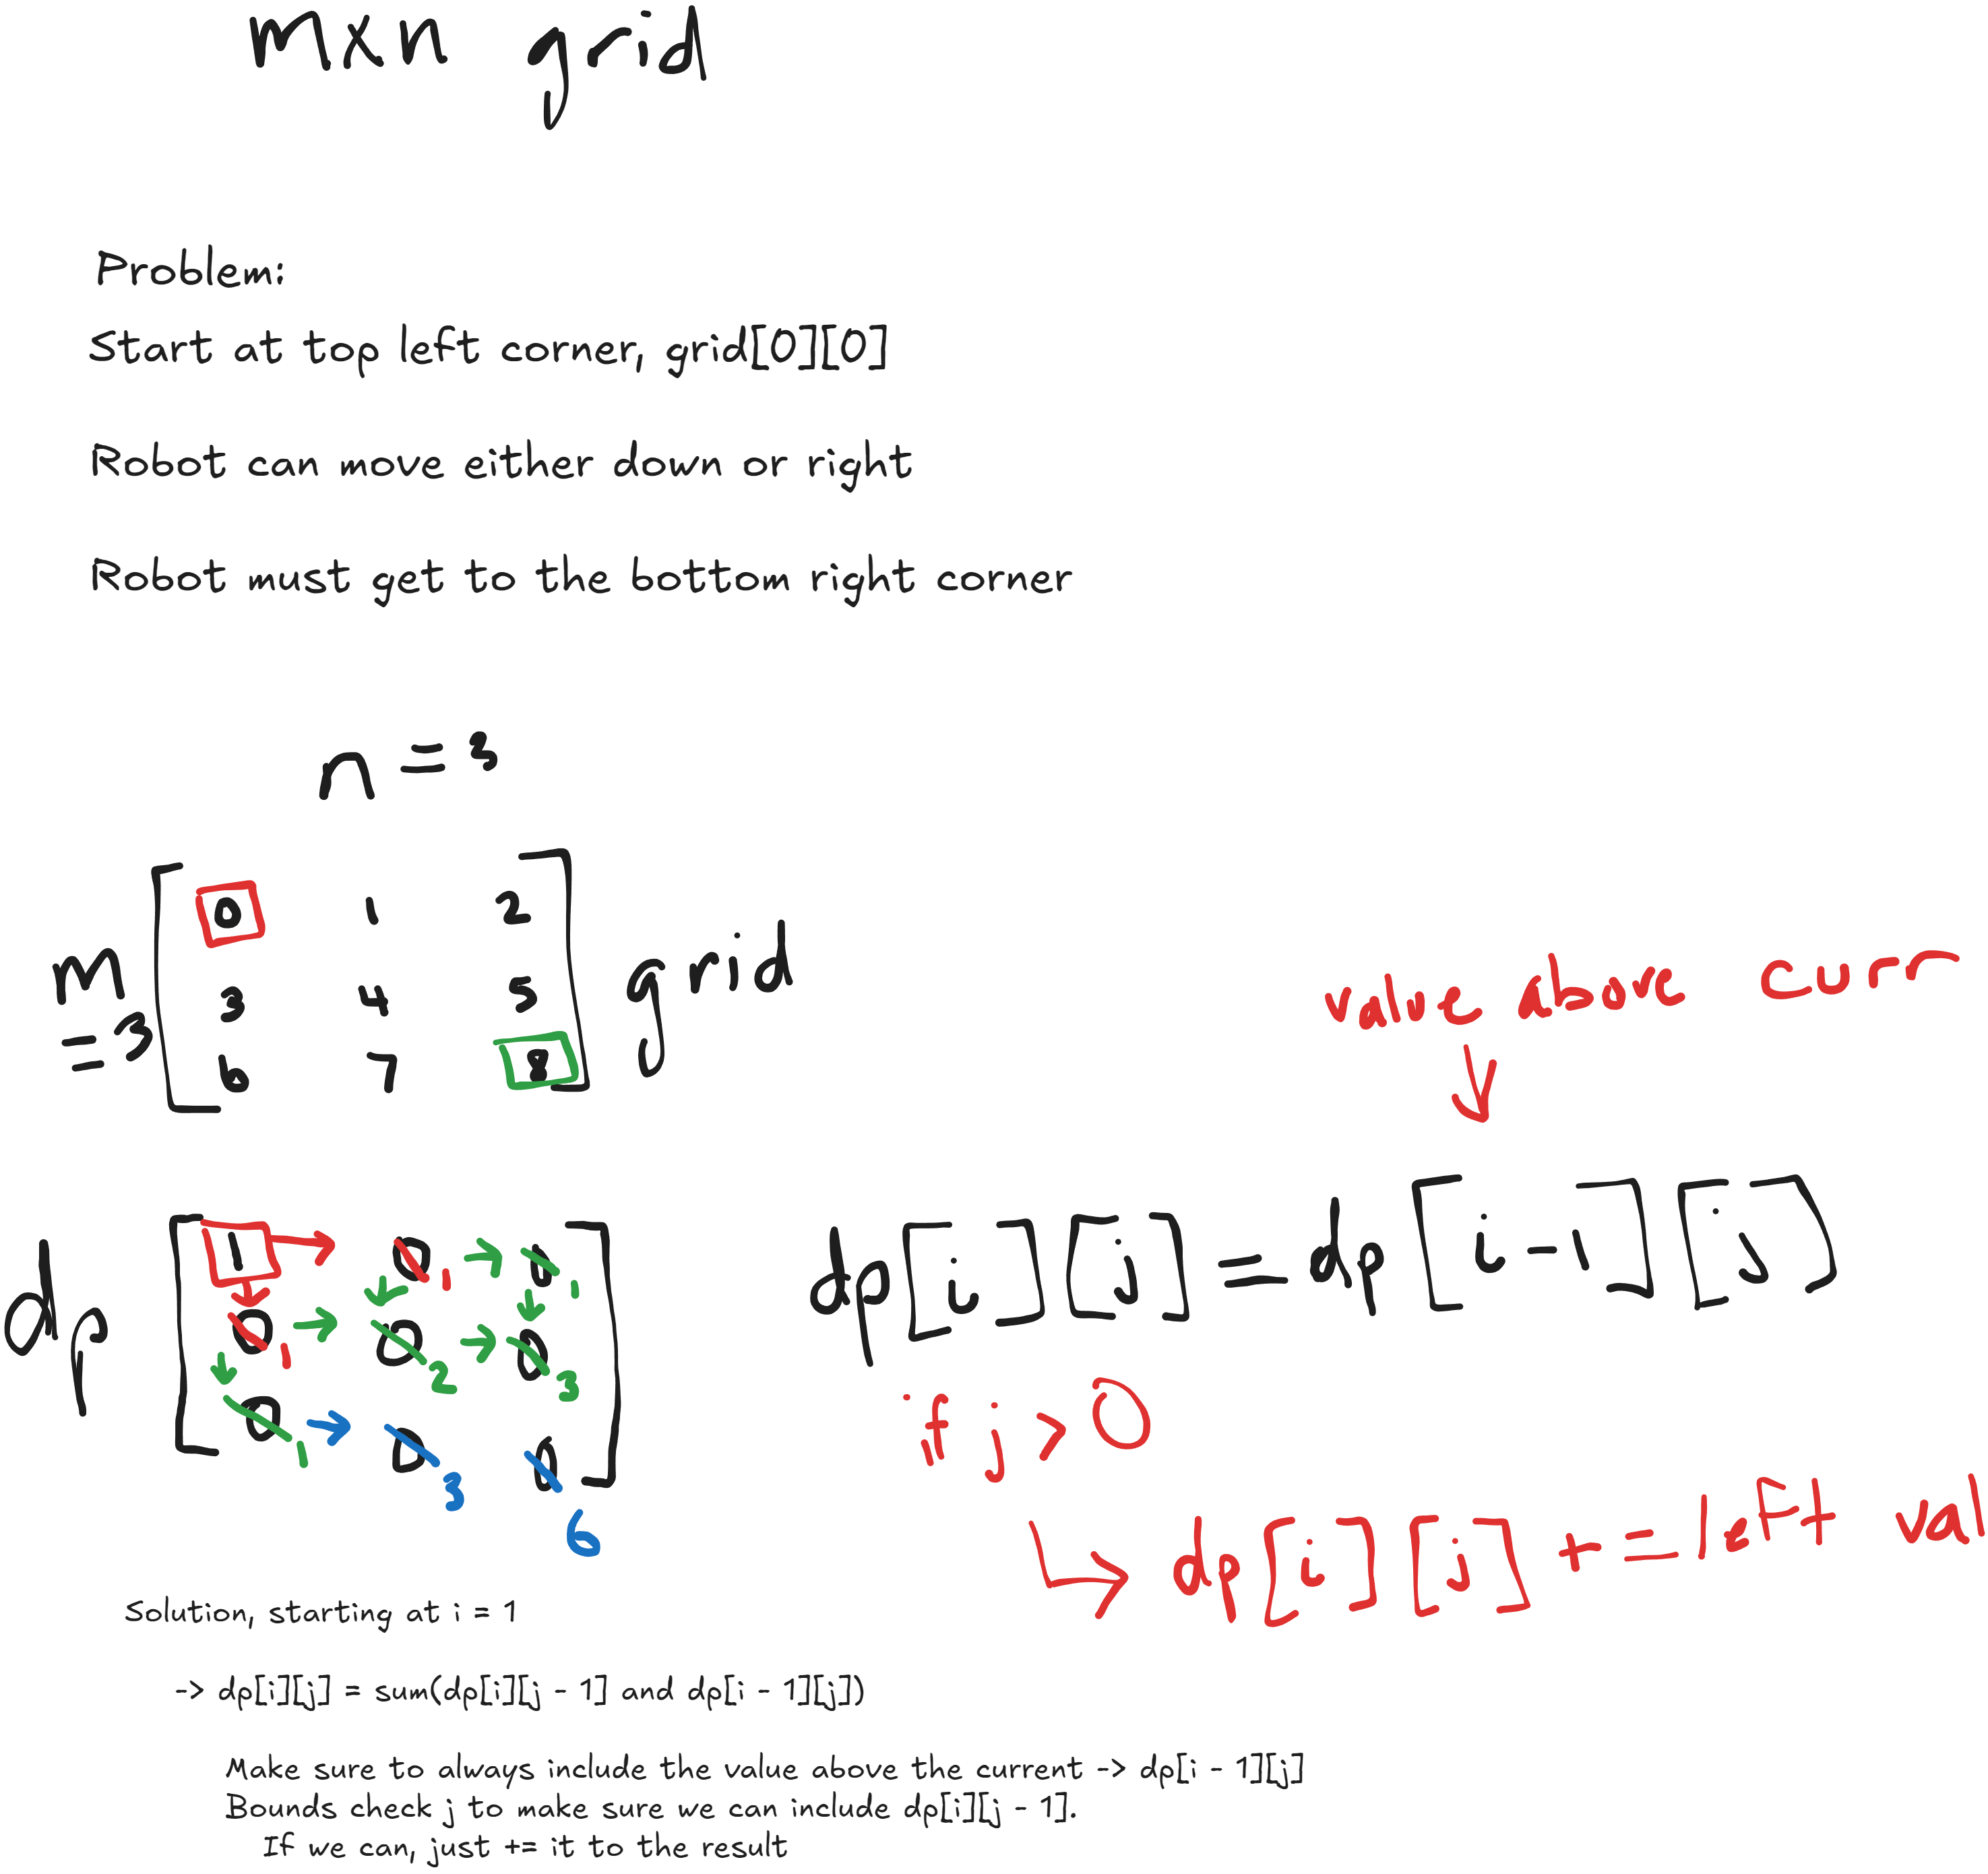 mxn grid
Problem:
Start at top left corner, grid[0][0]
Robot can move either down or right
Robot must get to the bottom right corner
n = 3
m = 3
0 1 2
3 4 5
6 7 8
grid
value above curr
dp
1 0 1 0 1
0 1 0 2 0 3
0 1 0 3 0 6
dp[i][j] = dp[i-1][j]
if j > 0
dp[i][j] += left val
Solution, starting at i = 1
-> dp[i][j] = sum(dp[i][j - 1] and dp[i - 1][j])
Make sure to always include the value above the current -> dp[i - 1][j]
Bounds check j to make sure we can include dp[i][j - 1].
If we can, just += it to the result